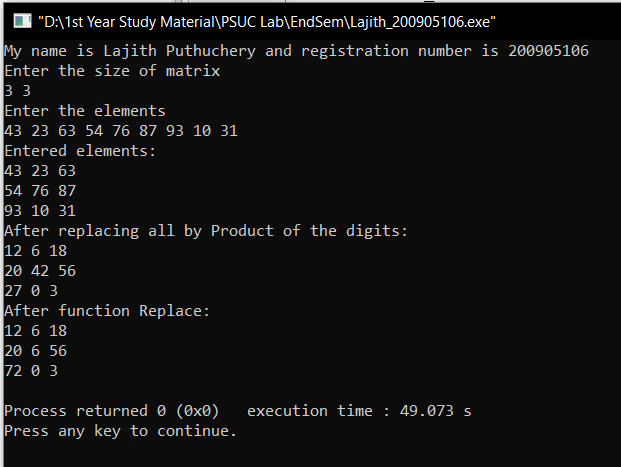 "D:\1st Year Study Material\PSUC Lab\EndSem\Lajith_200905106.exe"
My name is Lajith Puthuchery and registration number is 200905106
Enter the size of matrix
3 3
Enter the elements
43 23 63 54 76 87 93 10 31
Entered elements:
43 23 63
54 76 87
93 10 31
After replacing all by Product of the digits:
12 6 18
20 42 56
27 0 3
After function Replace:
12 6 18
20 6 56
72 0 3
Process returned 0 (0x0)   execution time : 49.073 s
Press any key to continue.